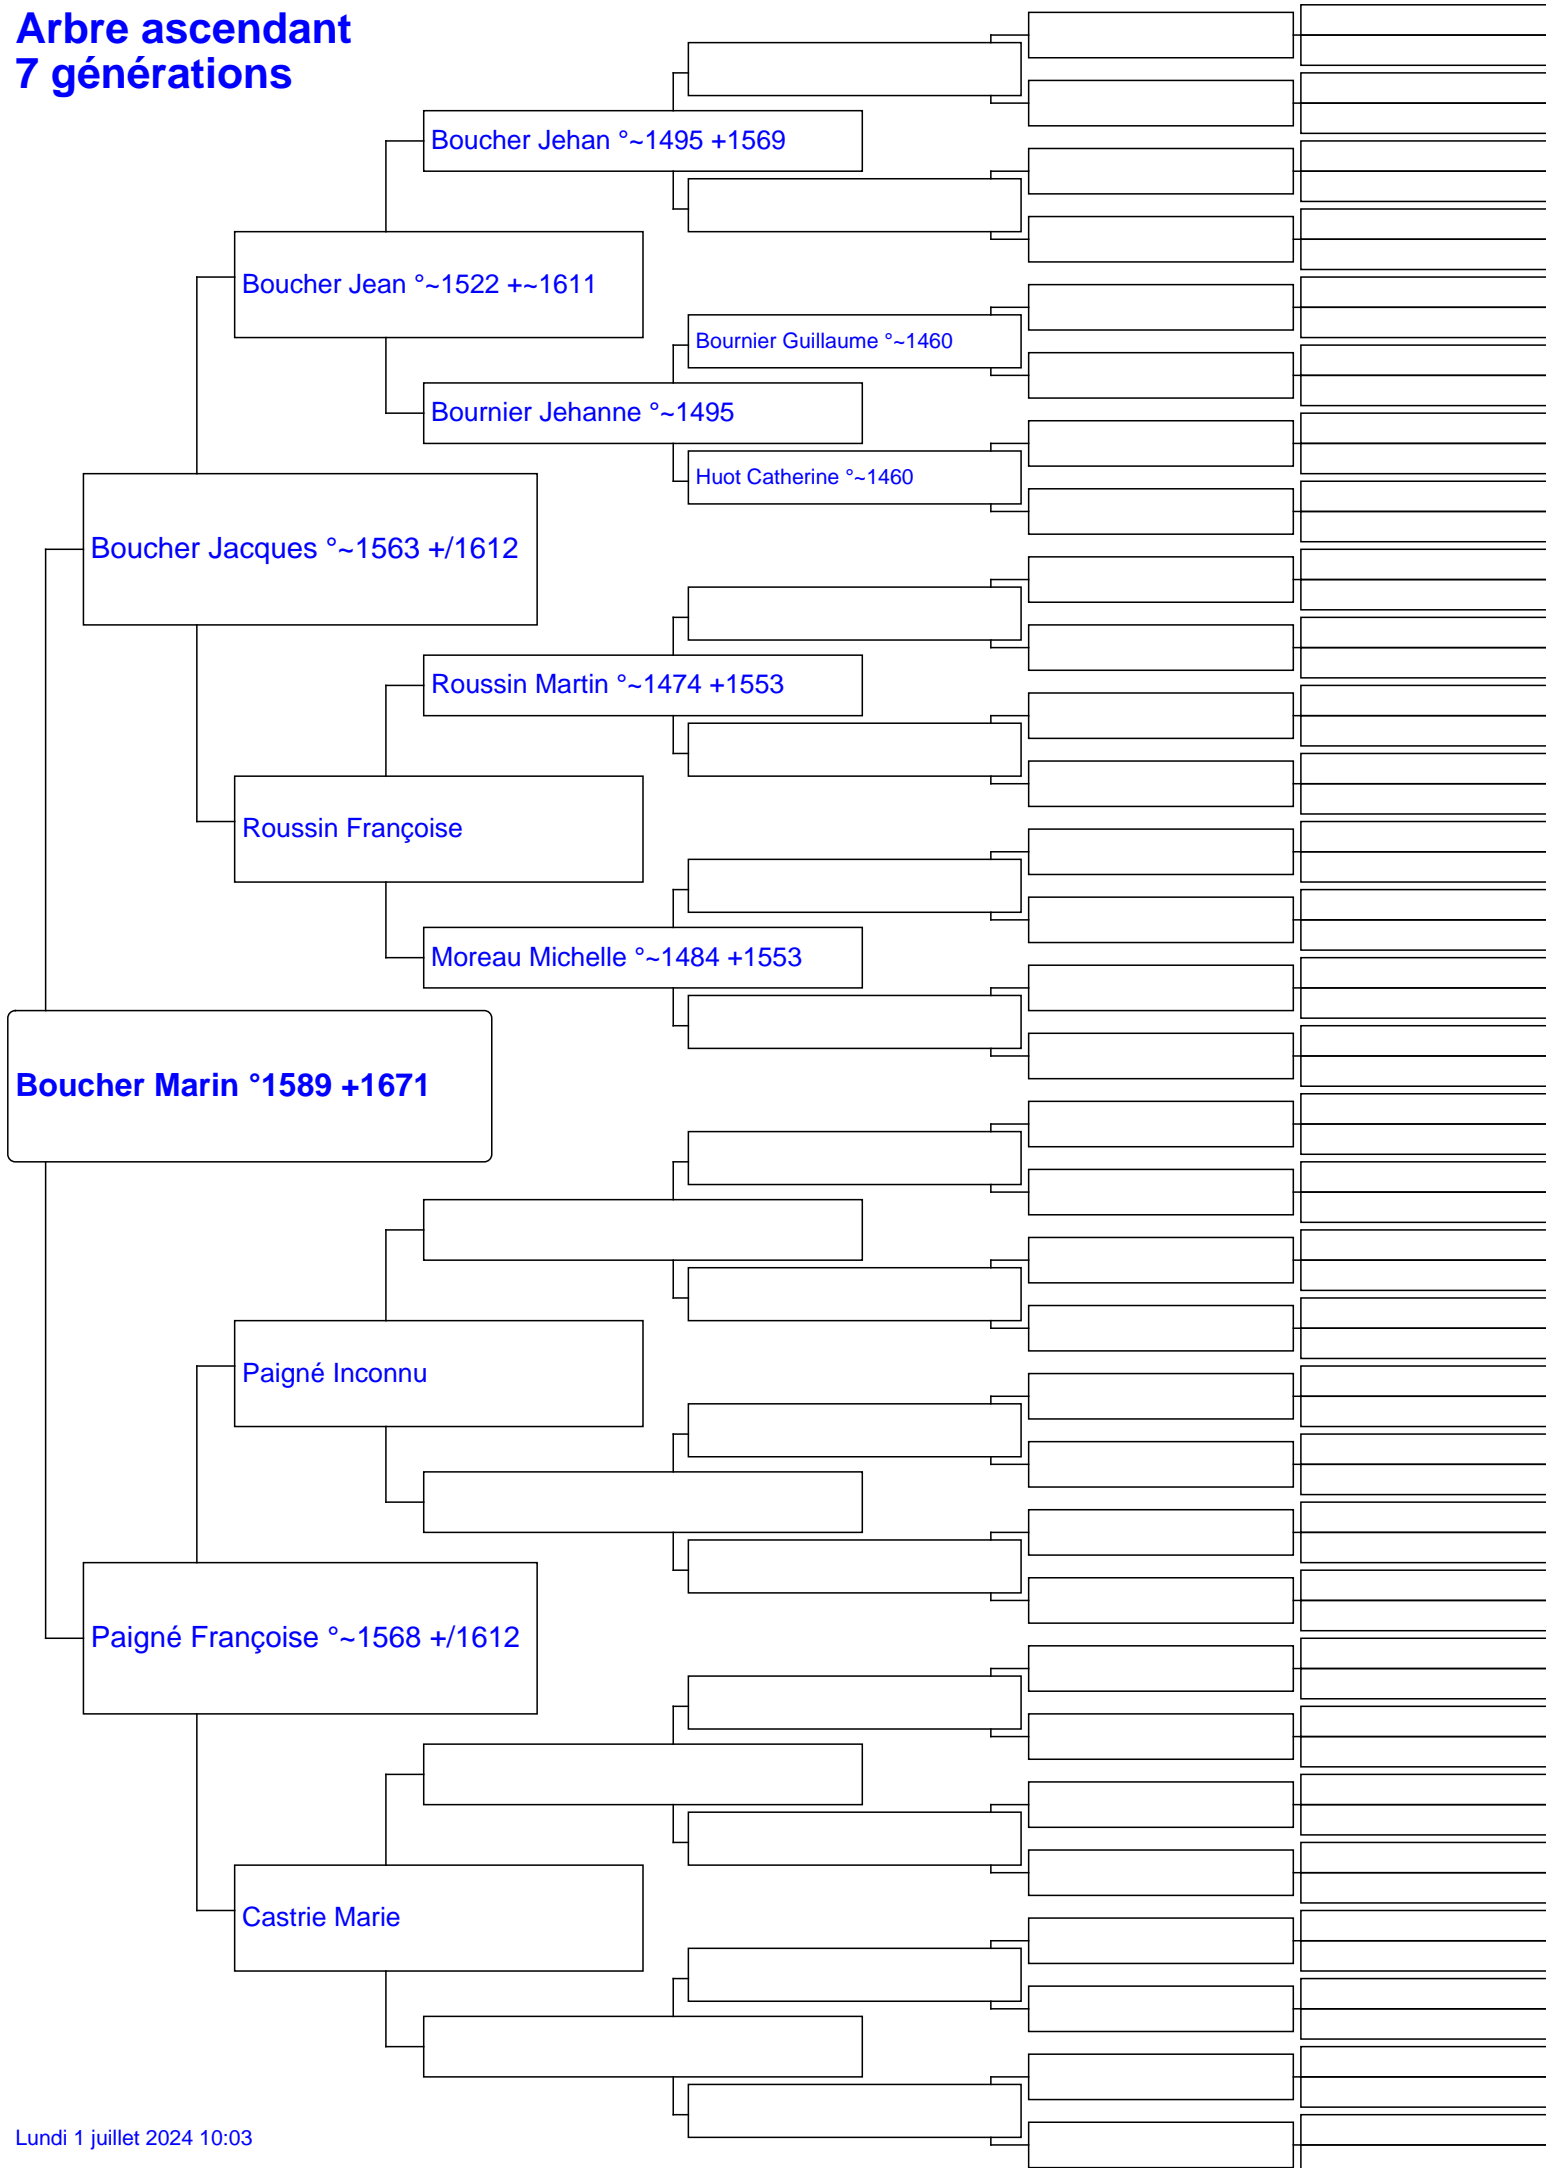 Arbre ascendant
7 générations
Boucher Jehan °~1495 +1569
Boucher Jean °~1522 +~1611
Bournier Guillaume °~1460
Bournier Jehanne °~1495
Huot Catherine °~1460
Boucher Jacques °~1563 +/1612
Roussin Martin °~1474 +1553
Roussin Françoise
Moreau Michelle °~1484 +1553
Boucher Marin °1589 +1671
Paigné Inconnu
Paigné Françoise °~1568 +/1612
Castrie Marie
Lundi 1 juillet 2024 10:03